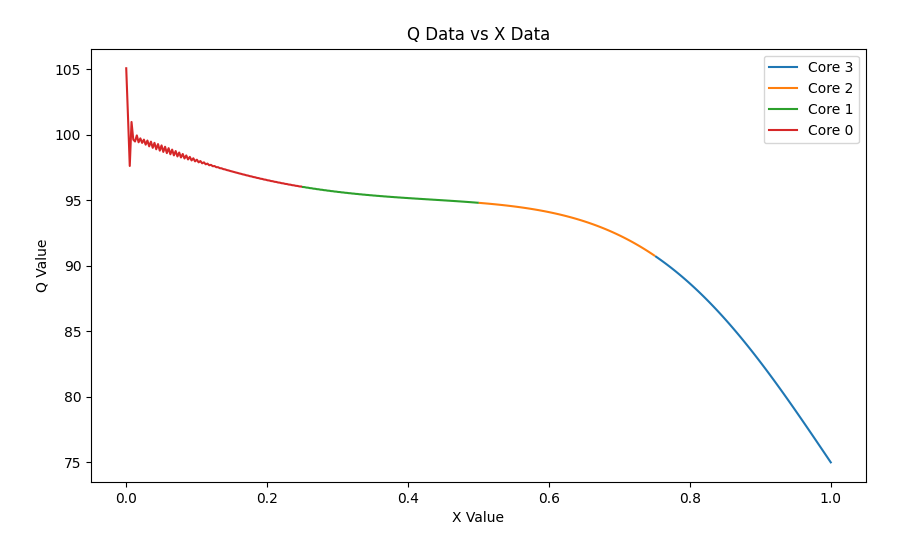 Q Data vs X Data
Core 3
Core 2
Core 1
Core 0
105
100
95
90
85
80
75
Q Value
0.0 0.2 0.4 0.6 0.8 1.0
X Value